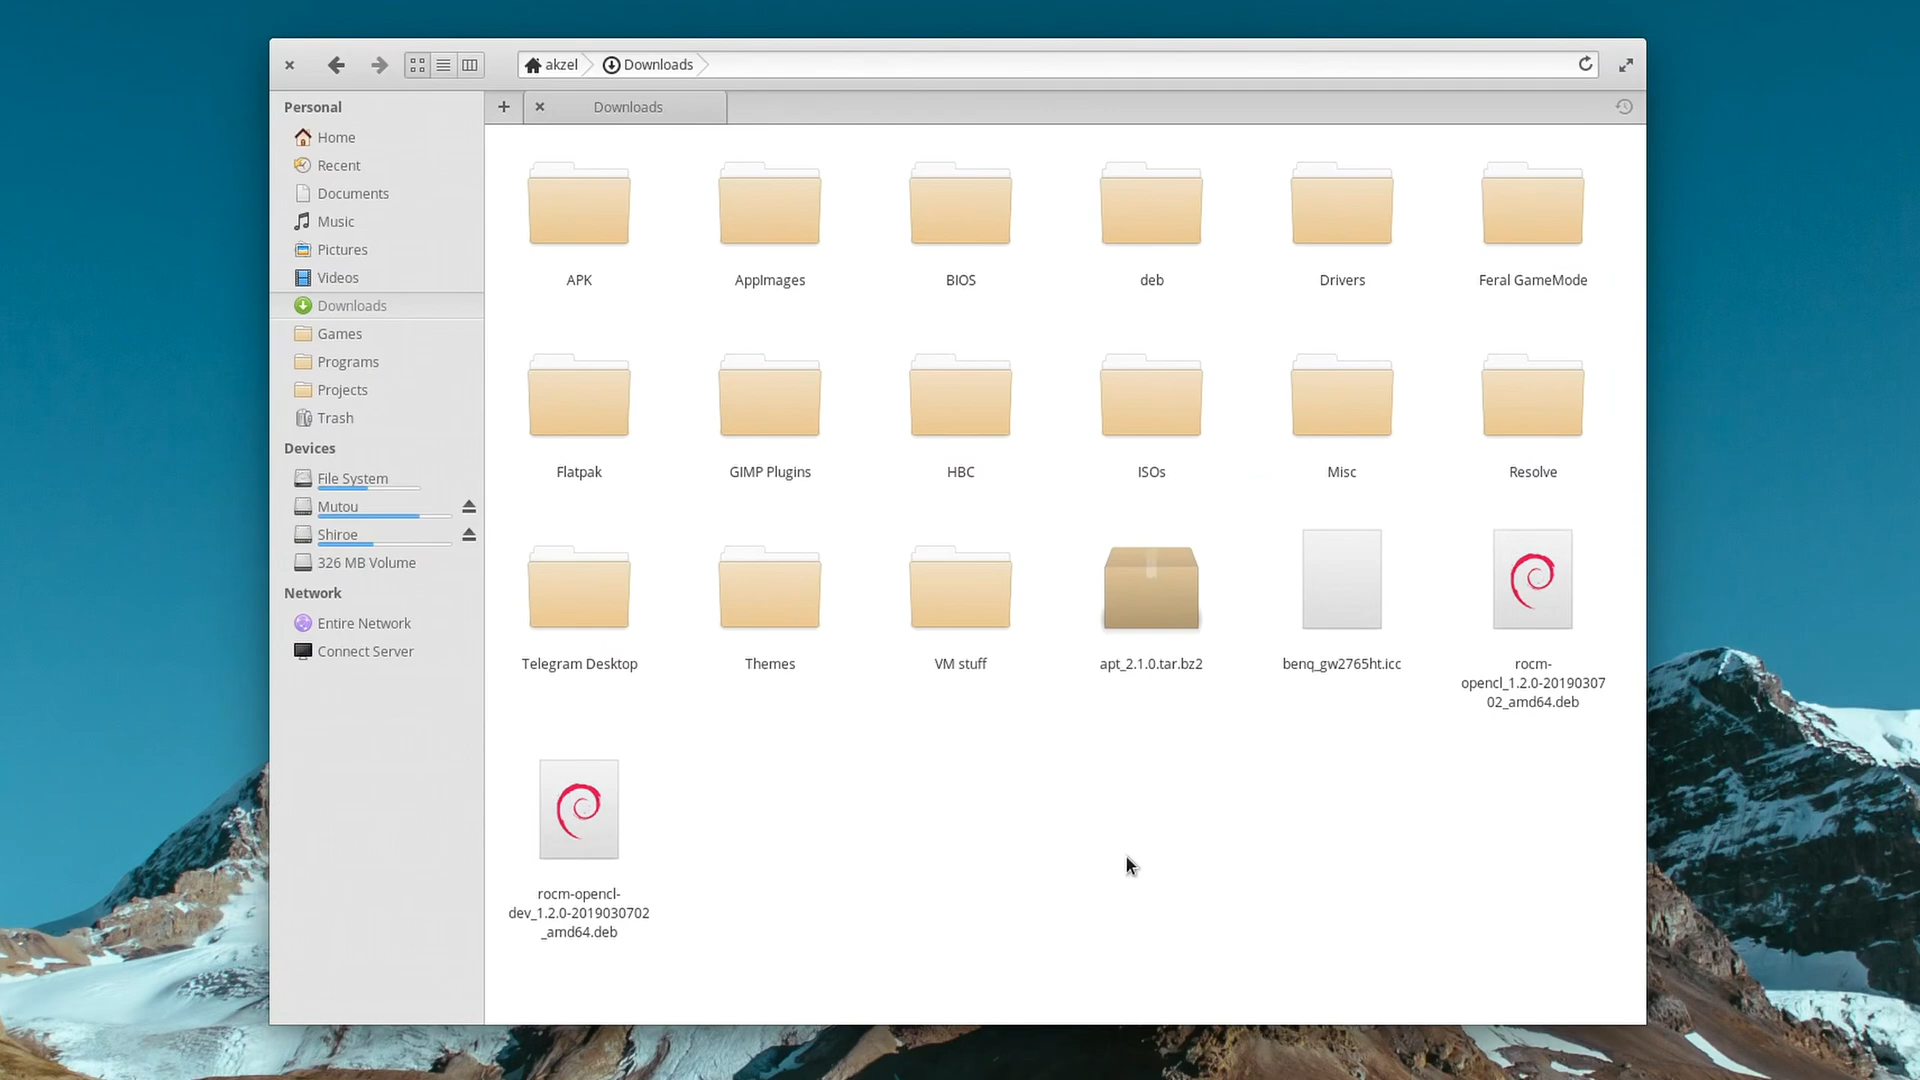 akzel
Downloads
Personal
Home
Recent
Documents
Music
Pictures
Videos
Downloads
Games
Programs
Projects
Trash
Devices
File System
Mutou
Shiroe
326 MB Volume
Network
Entire Network
Connect Server
Downloads
APK
AppImages
BIOS
deb
Drivers
Feral GameMode
Flatpak
GIMP Plugins
HBC
ISOs
Misc
Resolve
Telegram Desktop
Themes
VM stuff
apt_2.1.0.tar.bz2
benq_gw2765ht.icc
rocm-
opencl_1.2.0-20190307
02_amd64.deb
rocm-opencl-
dev_1.2.0-2019030702
_amd64.deb